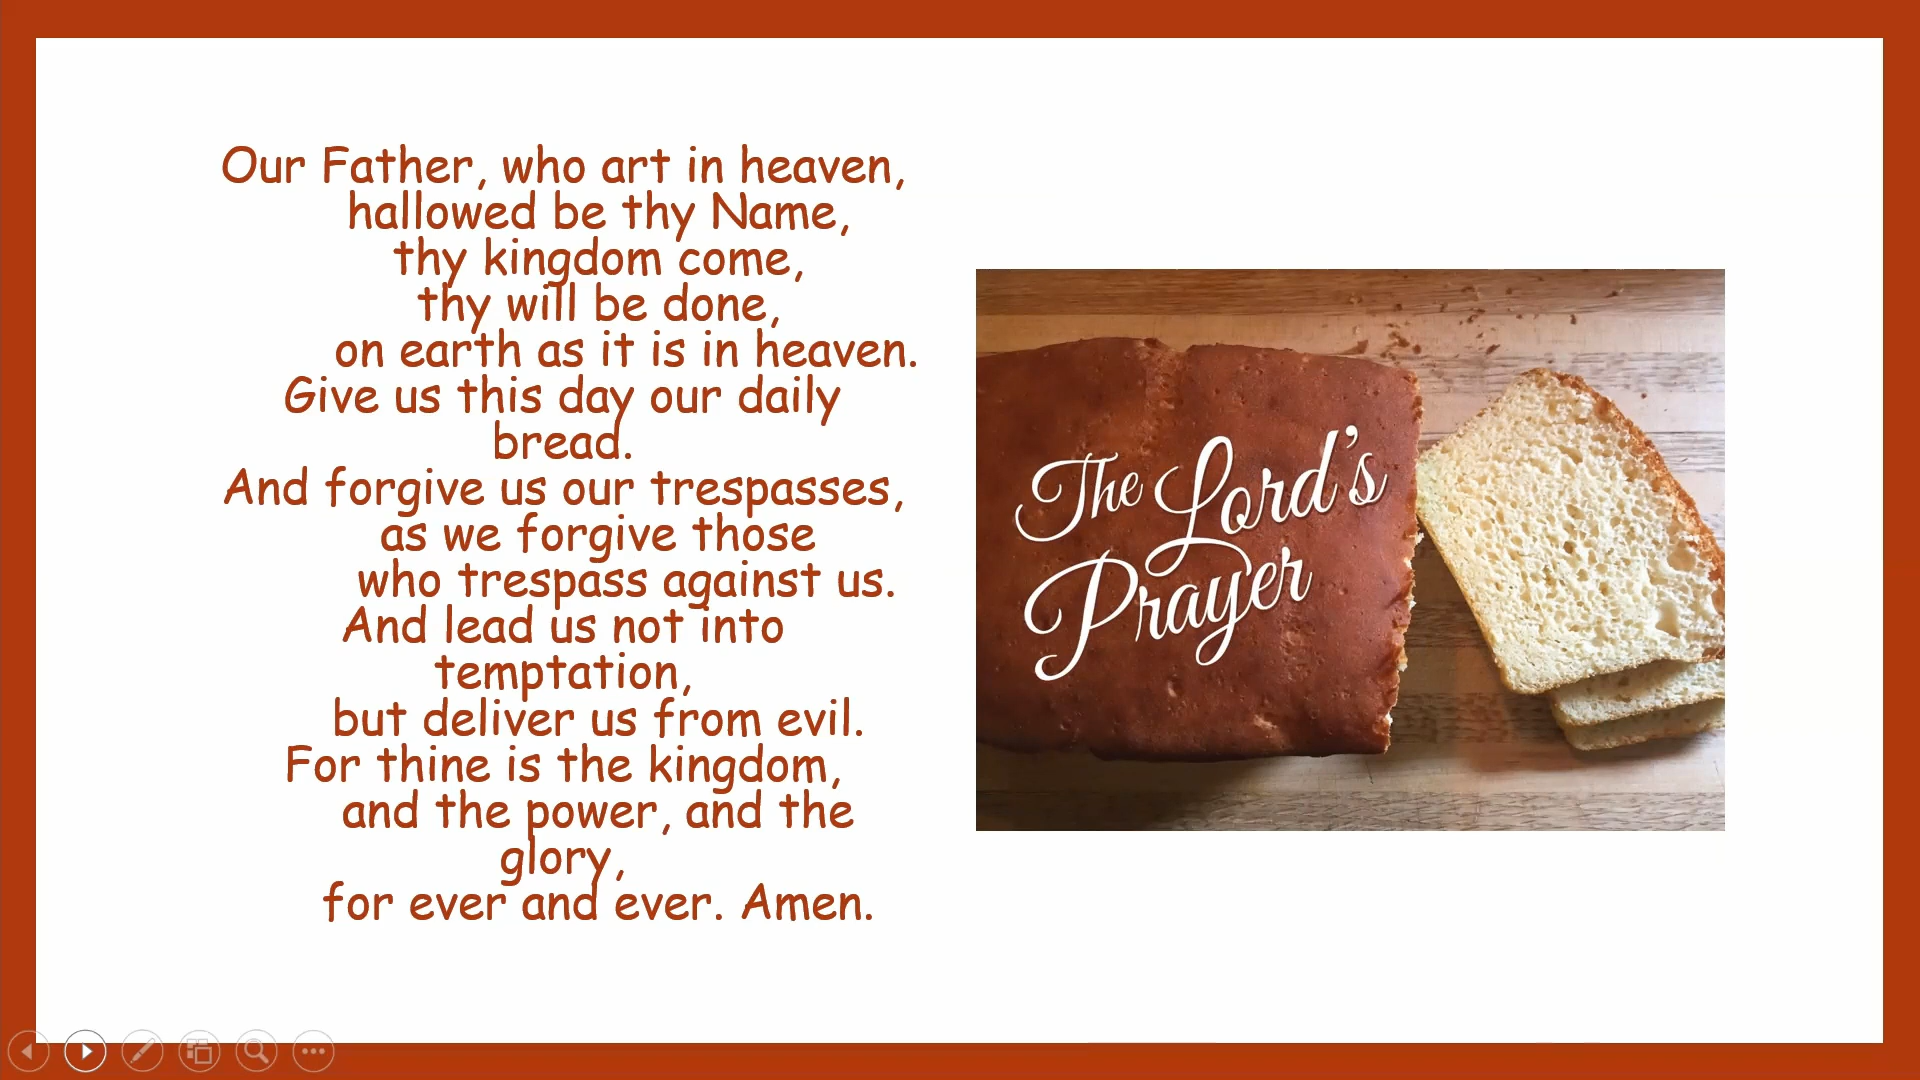 Our Father, who art in heaven,
hallowed be thy Name,
thy kingdom come,
thy will be done,
on earth as it is in heaven.
Give us this day our daily
bread.
And forgive us our trespasses,
as we forgive those
who trespass against us.
And lead us not into
temptation,
but deliver us from evil.
For thine is the kingdom,
and the power, and the
glory,
for ever and ever. Amen.
The Lord's
Prayer